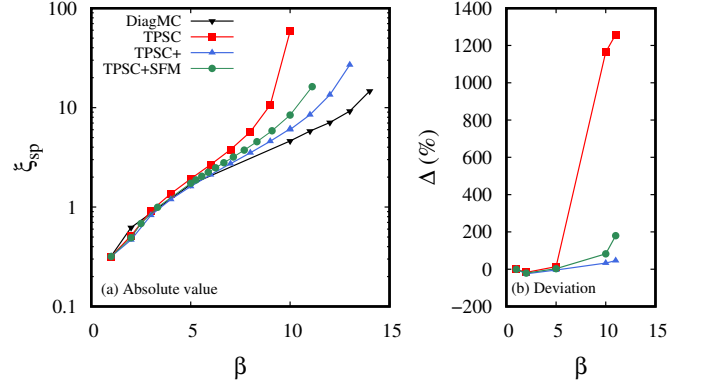 DiagMC
TPSC
TPSC+
TPSC+SFM
100
10
1
0.1
ξsp
(a) Absolute value
0
5
10
15
β
1400
1200
1000
800
600
400
200
0
−200
Δ (%)
(b) Deviation
0
5
10
15
β